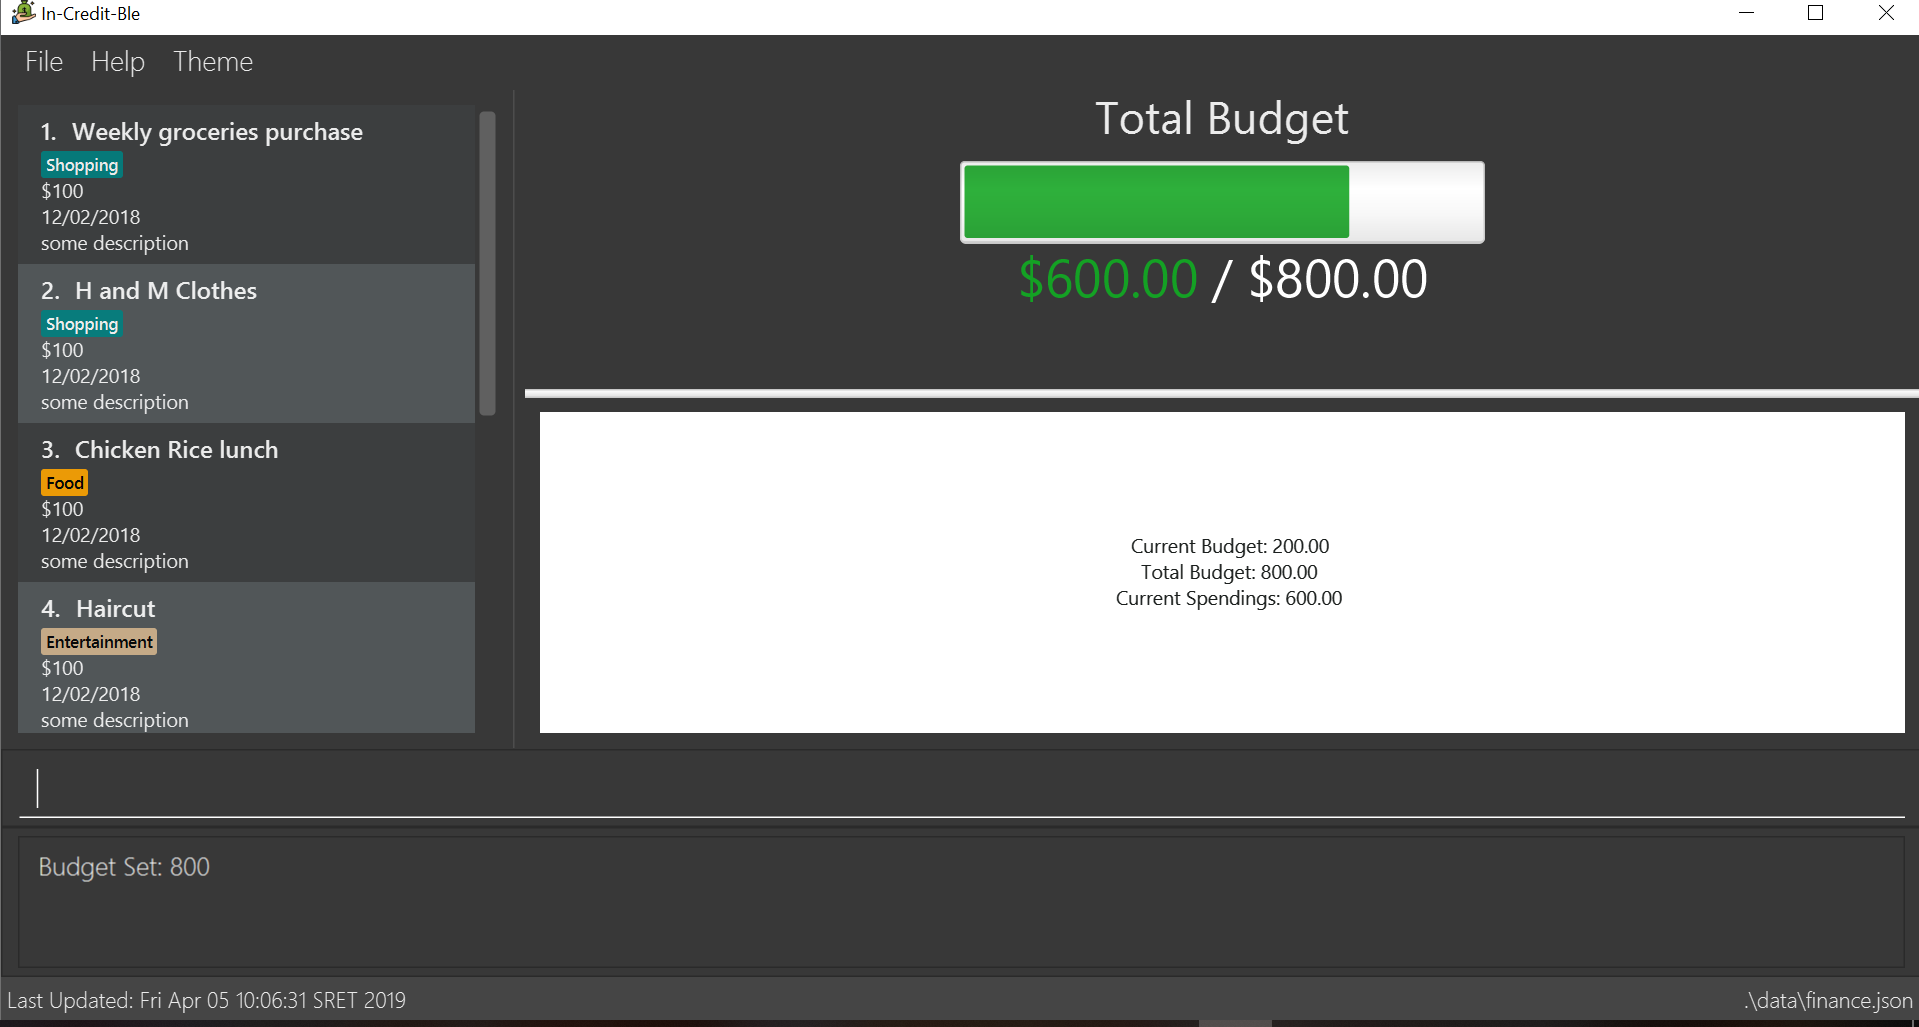 In-Credit-Ble
File Help Theme
1. Weekly groceries purchase
Shopping
$100
12/02/2018
some description
2. H and M Clothes
Shopping
$100
12/02/2018
some description
3. Chicken Rice lunch
Food
$100
12/02/2018
some description
4. Haircut
Entertainment
$100
12/02/2018
some description
Total Budget
$600.00 / $800.00
Current Budget: 200.00
Total Budget: 800.00
Current Spendings: 600.00
Budget Set: 800
Last Updated: Fri Apr 05 10:06:31 SRET 2019
.\data\finance.json